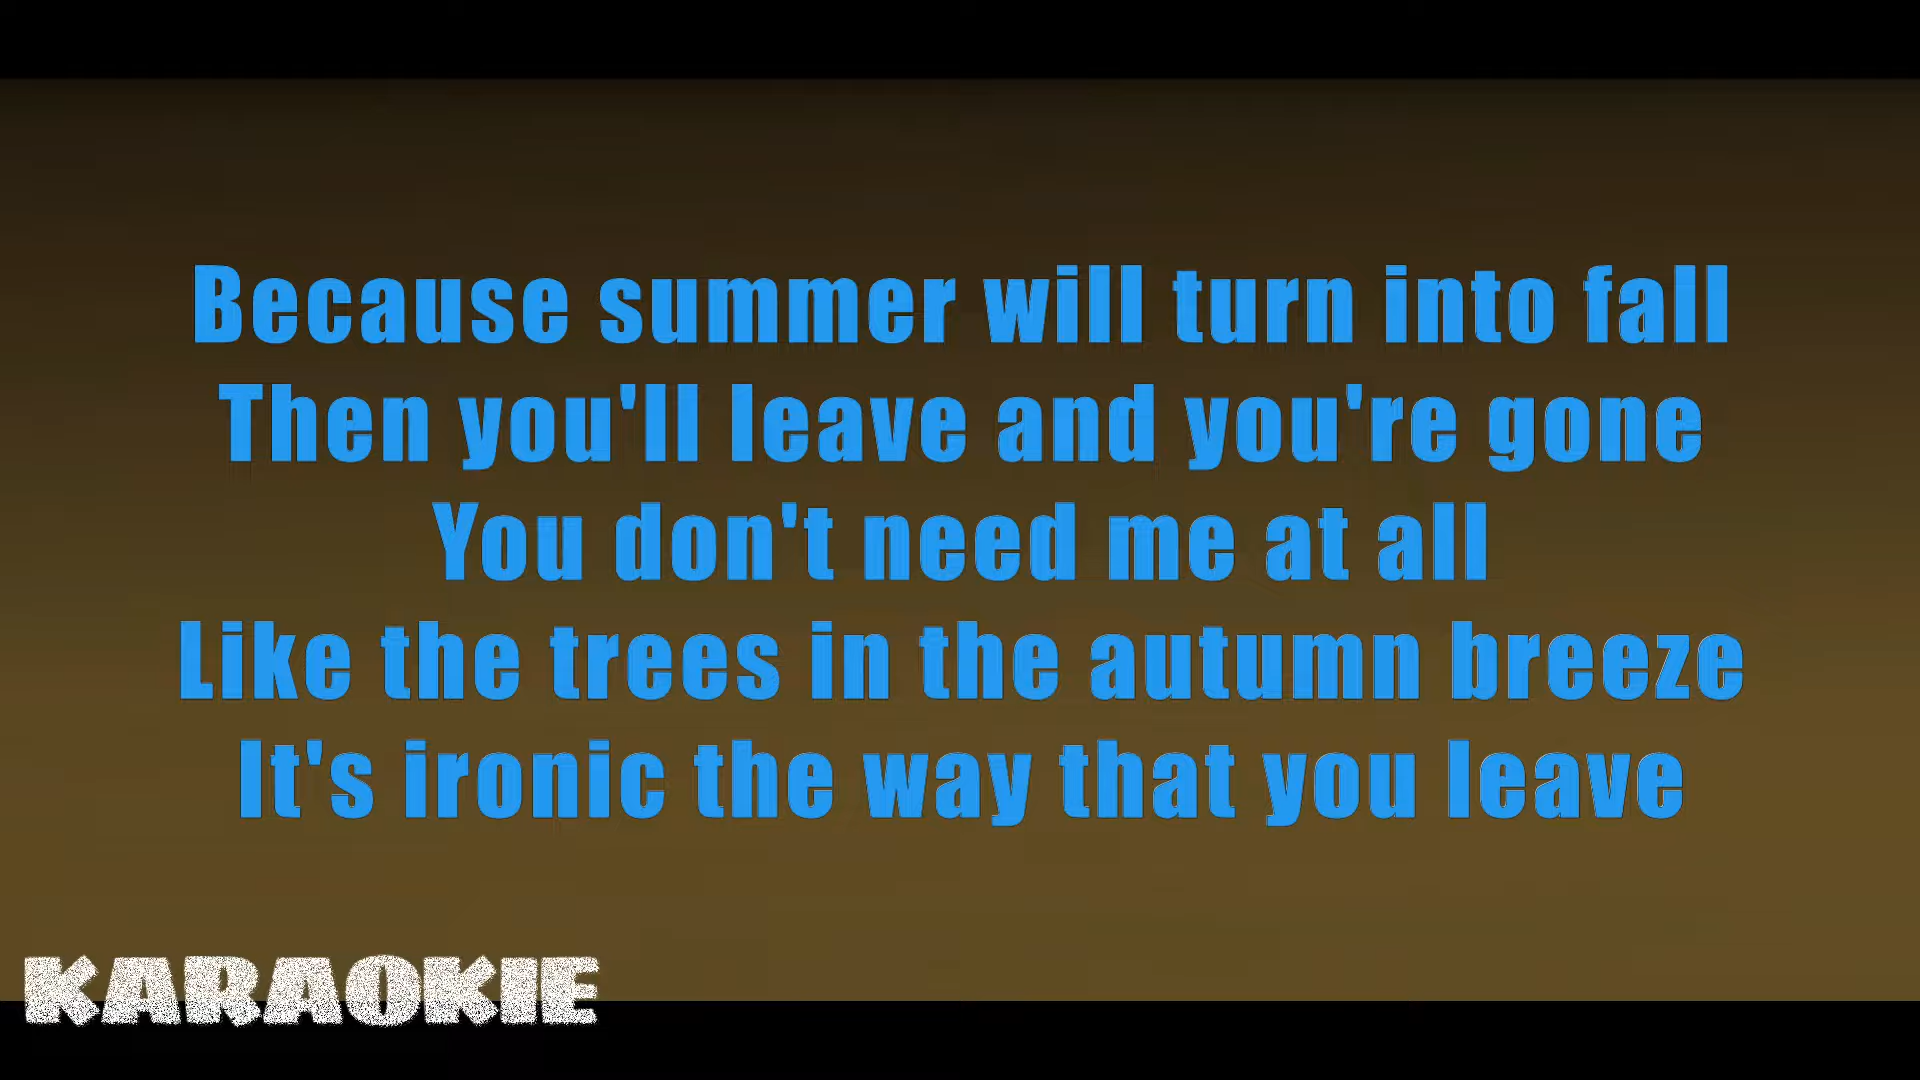 Because summer will turn into fall
Then you'll leave and you're gone
You don't need me at all
Like the trees in the autumn breeze
It's ironic the way that you leave
KARAOKIE